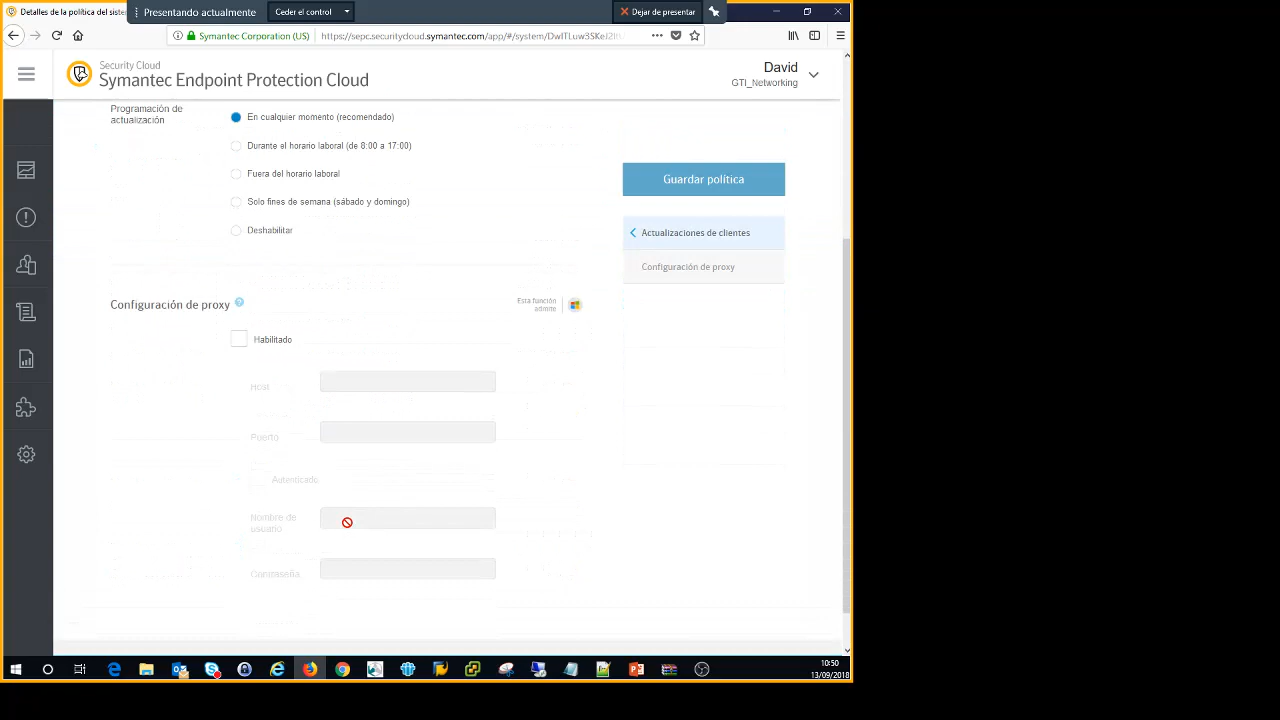 Detalles de la política del siste
Presentando actualmente
Ceder el control
Dejar de presentar
Symantec Corporation (US)
https://sepc.securitycloud.symantec.com/app/#/system/
Security Cloud
Symantec Endpoint Protection Cloud
David
GTI_Networking
Programación de
actualización
En cualquier momento (recomendado)
Durante el horario laboral (de 8:00 a 17:00)
Fuera del horario laboral
Solo fines de semana (sábado y domingo)
Deshabilitar
Guardar política
Actualizaciones de clientes
Configuración de proxy
Configuración de proxy
Esta función
admite
Habilitado
Host
Puerto
Autenticado
Nombre de
usuario
Contraseña
10:50
13/09/2018